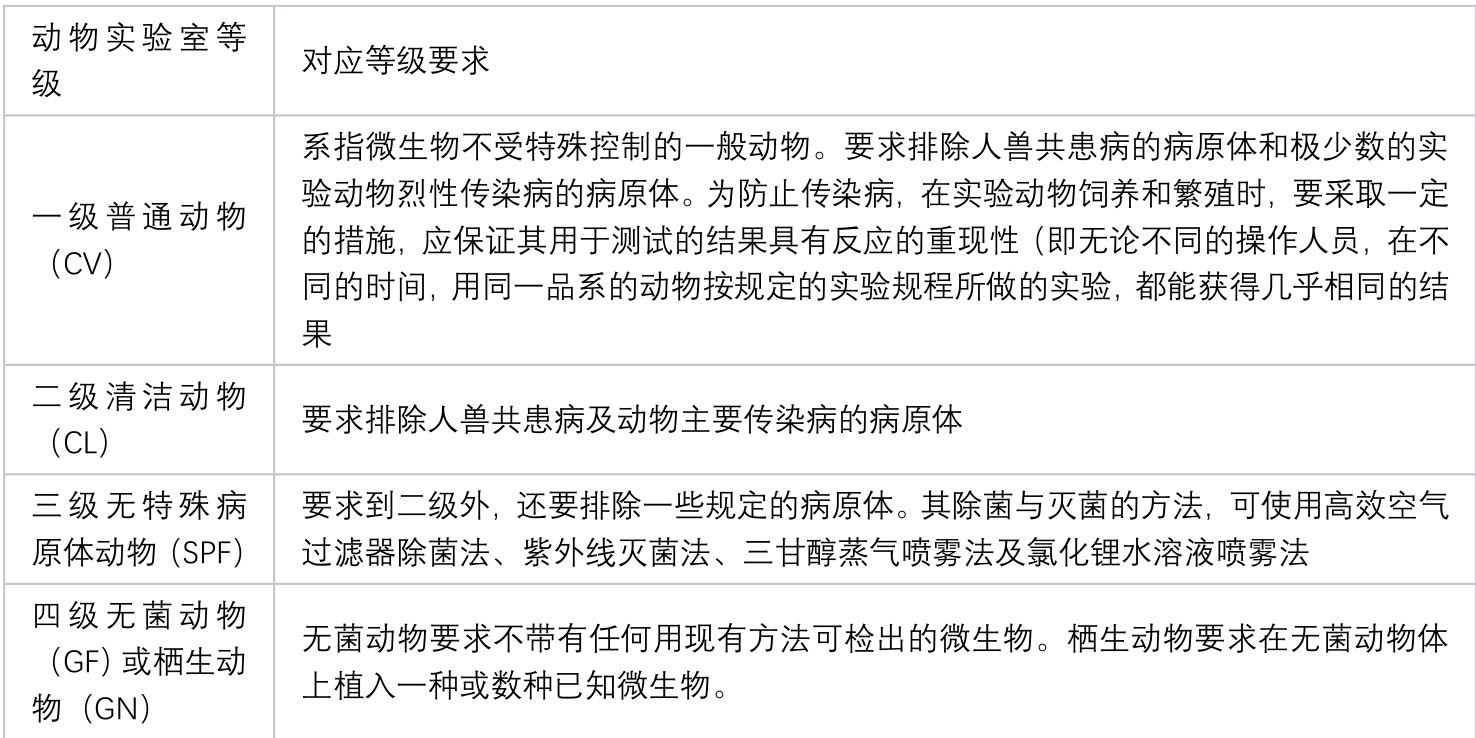 动物实验室等
级
对应等级要求
一级普通动物
（CV）
系指微生物不受特殊控制的一般动物。要求排除人兽共患病的病原体和极少数的实
验动物烈性传染病的病原体。为防止传染病，在实验动物饲养和繁殖时，要采取一定
的措施，应保证其用于测试的结果具有反应的重现性（即无论不同的操作人员，在不
同的时间，用同一品系的动物按规定的实验规程所做的实验，都能获得几乎相同的结
果
二级清洁动物
（CL）
要求排除人兽共患病及动物主要传染病的病原体
三级无特殊病
原体动物（SPF）
要求到二级外，还要排除一些规定的病原体。其除菌与灭菌的方法，可使用高效空气
过滤器除菌法、紫外线灭菌法、三甘醇蒸气喷雾法及氯化锂水溶液喷雾法
四级无菌动物
（GF）或栖生动
物（GN）
无菌动物要求不带有任何用现有方法可检出的微生物。栖生动物要求在无菌动物体
上植入一种或数种已知微生物。